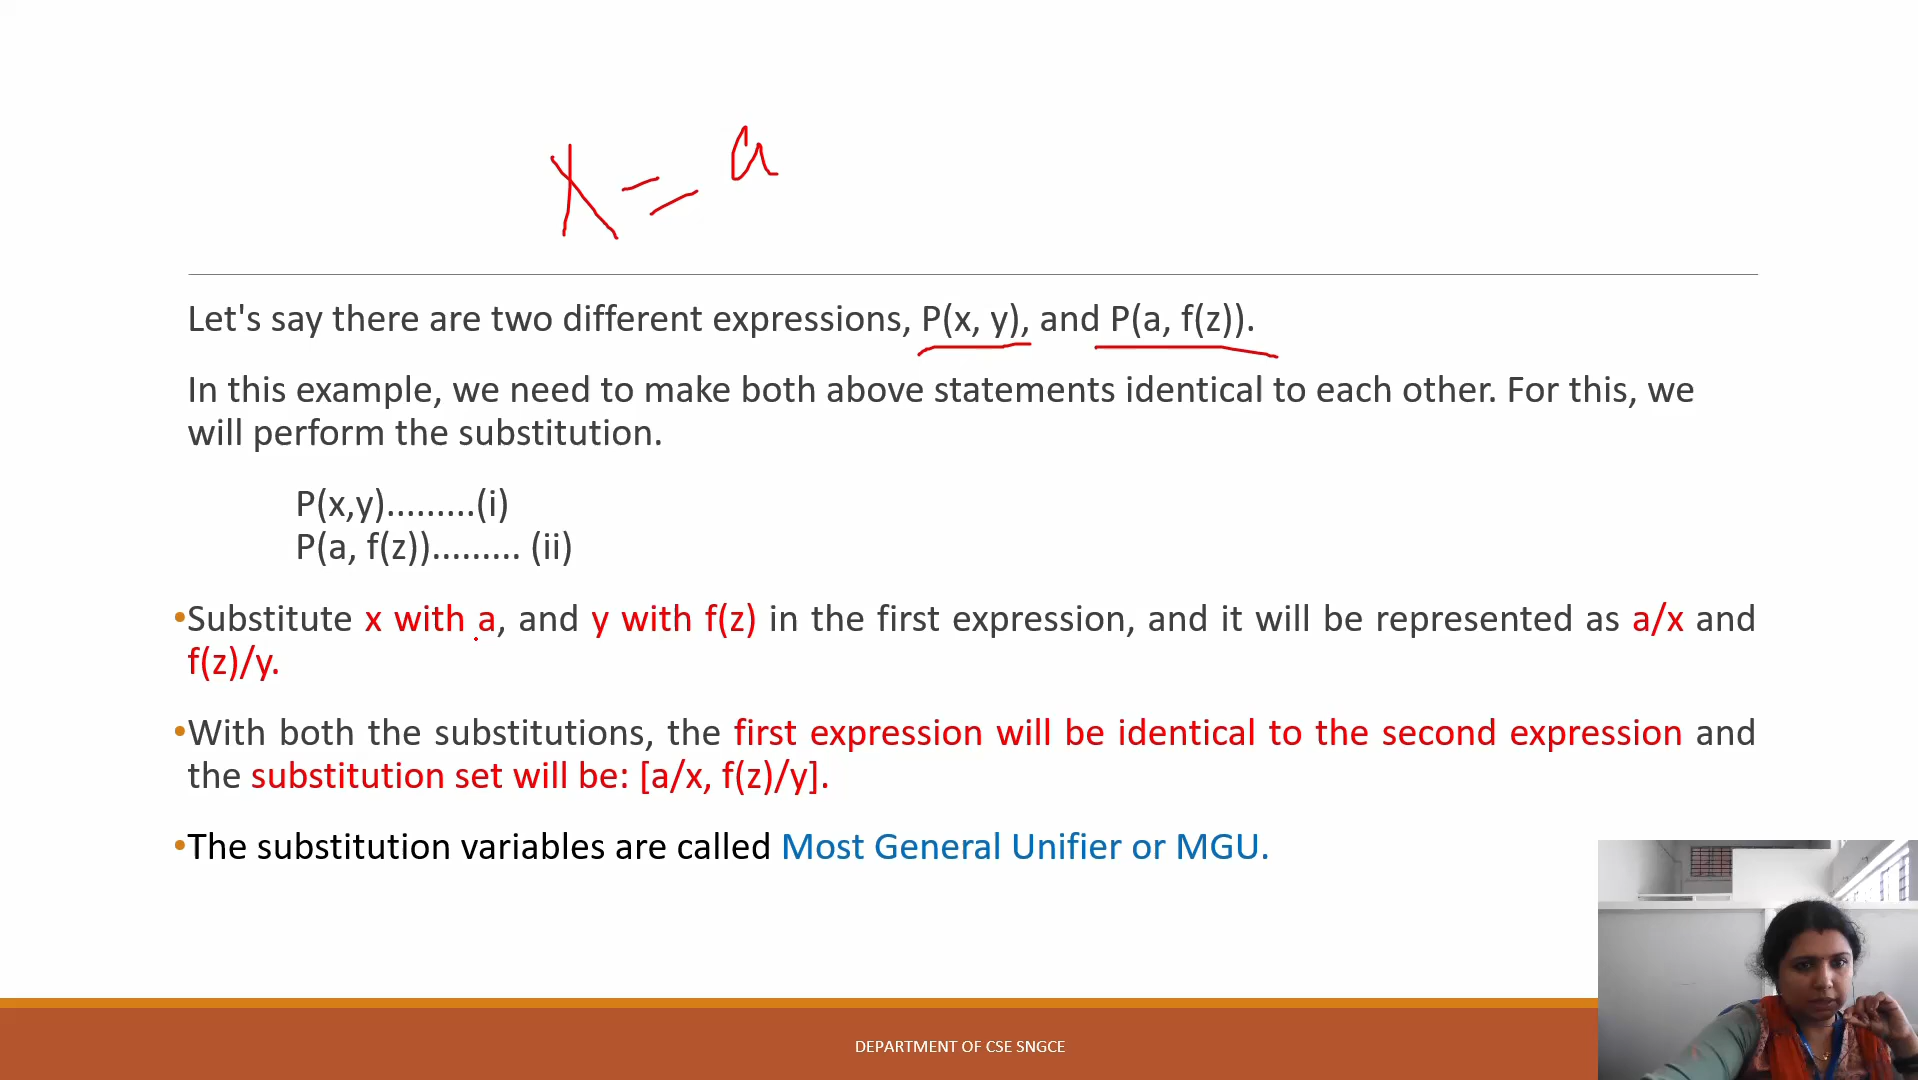 X = a
Let's say there are two different expressions, P(x, y), and P(a, f(z)).
In this example, we need to make both above statements identical to each other. For this, we
will perform the substitution.
P(x,y).........(i)
P(a, f(z))......... (ii)
•Substitute x with a, and y with f(z) in the first expression, and it will be represented as a/x and
f(z)/y.
•With both the substitutions, the first expression will be identical to the second expression and
the substitution set will be: [a/x, f(z)/y].
•The substitution variables are called Most General Unifier or MGU.
DEPARTMENT OF CSE SNGCE